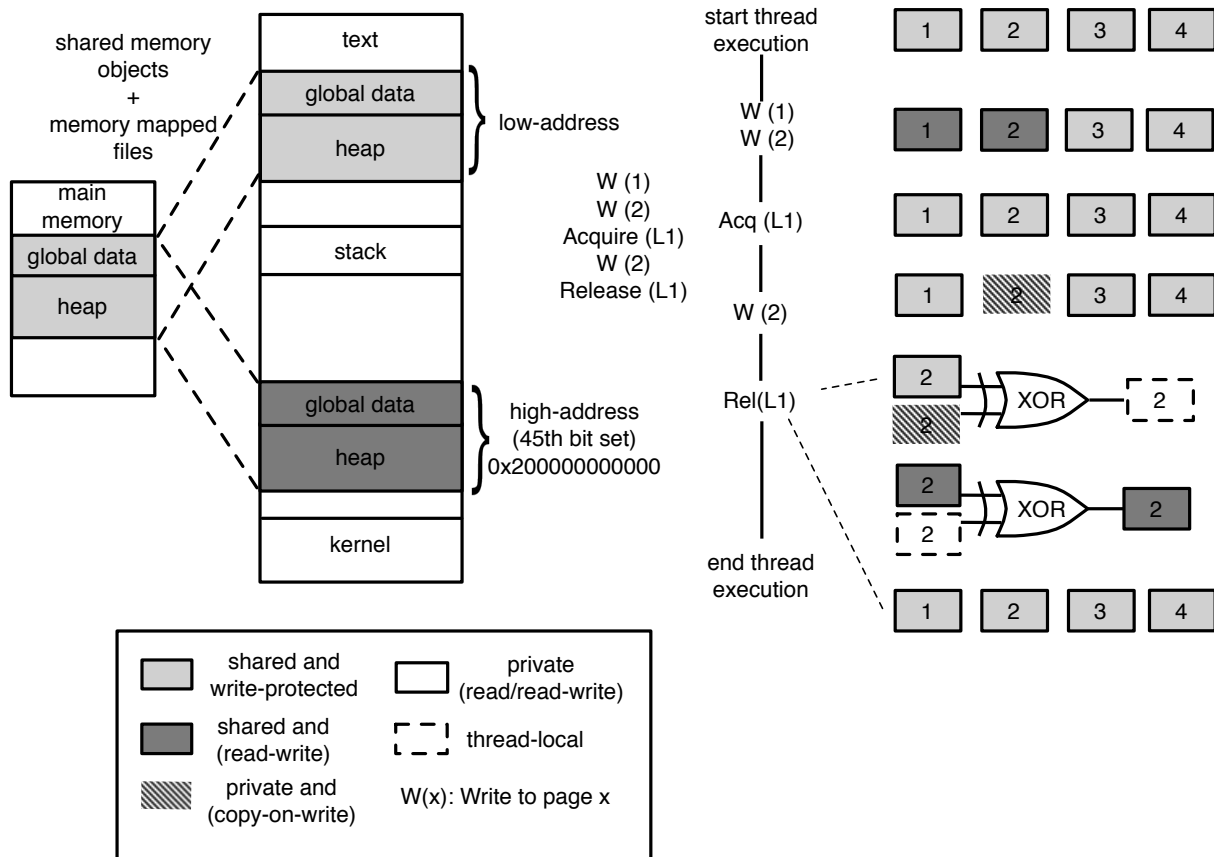 shared memory
objects
+
memory mapped
files
main
memory
global data
heap
text
global data
heap
stack
global data
heap
kernel
low-address
high-address
(45th bit set)
0x200000000000
W (1)
W (2)
Acquire (L1)
W (2)
Release (L1)
start thread
execution
W (1)
W (2)
Acq (L1)
W (2)
Rel(L1)
end thread
execution
1 2 3 4
1 2 3 4
1 2 3 4
1 2 3 4
2
2
XOR
2
2
2
XOR
2
1 2 3 4
shared and
write-protected
private
(read/read-write)
shared and
(read-write)
thread-local
private and
(copy-on-write)
W(x): Write to page x